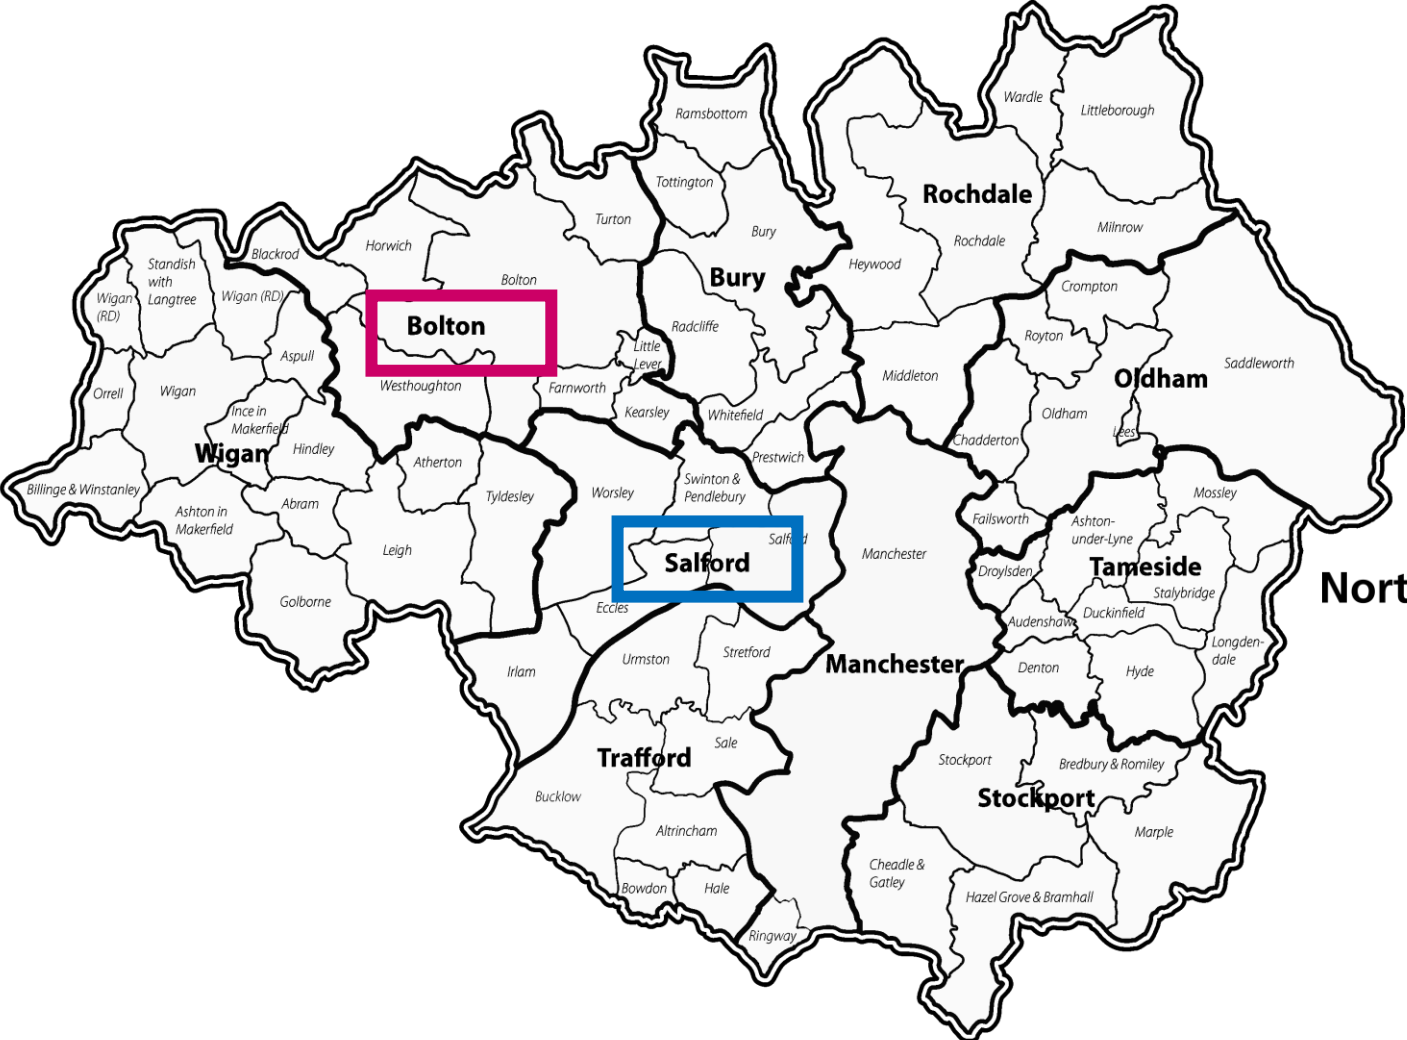 Wardle
Littleborough
Ramsbottom
Tottington
Rochdale
Turton
Milnrow
Bury
Rochdale
Horwich
Blackrod
Standish
with
Langtree
Heywood
Bolton
Bury
Crompton
Wigan
(RD)
Wigan (RD)
Bolton
Radcliffe
Royton
Little
Lever
Aspull
Saddleworth
Middleton
Oldham
Westhoughton
Farnworth
Orrell
Wigan
Ince in
Makerfield
Kearsley
Whitefield
Oldham
Lees
Chadderton
Wigan
Hindley
Prestwich
Atherton
Billinge & Winstanley
Swinton &
Pendlebury
Worsley
Tyldesley
Mossley
Abram
Ashton in
Makerfield
Failsworth
Ashton-
under-Lyne
Salford
Leigh
Manchester
Salford
Tameside
Droylsden
Nort
Stalybridge
Golborne
Eccles
Duckinfield
Audenshaw
Longden-
dale
Urmston
Stretford
Irlam
Manchester
Denton
Hyde
Sale
Trafford
Stockport
Bredbury & Romiley
Bucklow
Stockport
Altrincham
Marple
Cheadle &
Gatley
Bowdon
Hale
Hazel Grove & Bramhall
Ringway